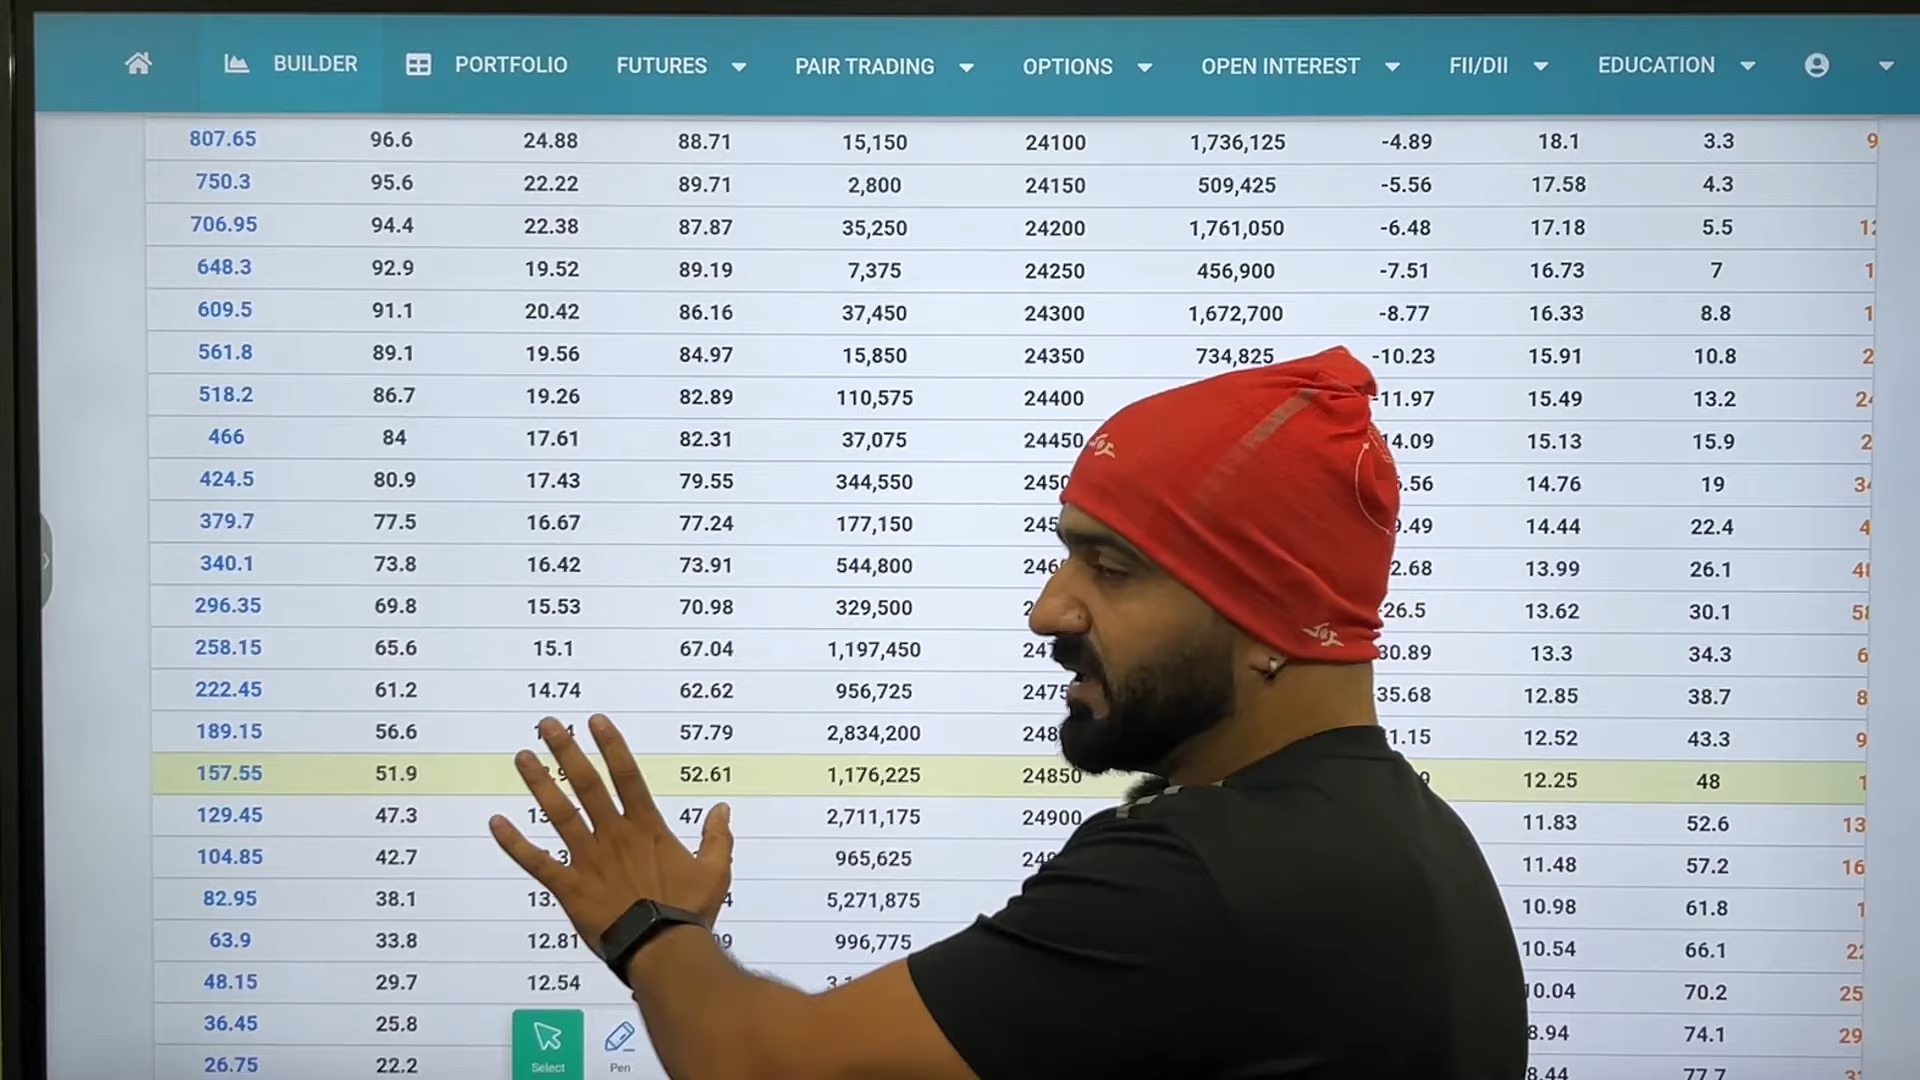 BUILDER PORTFOLIO FUTURES PAIR TRADING OPTIONS OPEN INTEREST FII/DII EDUCATION
807.65 96.6 24.88 88.71 15,150 24100 1,736,125 -4.89 18.1 3.3
750.3 95.6 22.22 89.71 2,800 24150 509,425 -5.56 17.58 4.3
706.95 94.4 22.38 87.87 35,250 24200 1,761,050 -6.48 17.18 5.5
648.3 92.9 19.52 89.19 7,375 24250 456,900 -7.51 16.73 7
609.5 91.1 20.42 86.16 37,450 24300 1,672,700 -8.77 16.33 8.8
561.8 89.1 19.56 84.97 15,850 24350 734,825 -10.23 15.91 10.8
518.2 86.7 19.26 82.89 110,575 24400 -11.97 15.49 13.2
466 84 17.61 82.31 37,075 24450 15.13 15.9
424.5 80.9 17.43 79.55 344,550 14.76 19
379.7 77.5 16.67 77.24 177,150 14.44 22.4
340.1 73.8 16.42 73.91 544,800 13.99 26.1
296.35 69.8 15.53 70.98 329,500 -26.5 13.62 30.1
258.15 65.6 15.1 67.04 1,197,450 13.3 34.3
222.45 61.2 14.74 62.62 956,725 12.85 38.7
189.15 56.6 57.79 2,834,200 12.52 43.3
157.55 51.9 52.61 1,176,225 24850 12.25 48
129.45 47.3 2,711,175 24900 11.83 52.6
104.85 42.7 965,625 11.48 57.2
82.95 38.1 5,271,875 10.98 61.8
63.9 33.8 12.81 996,775 10.54 66.1
48.15 29.7 12.54 10.04 70.2
36.45 25.8 8.94 74.1
26.75 22.2 8.44 77.7
Select Pen